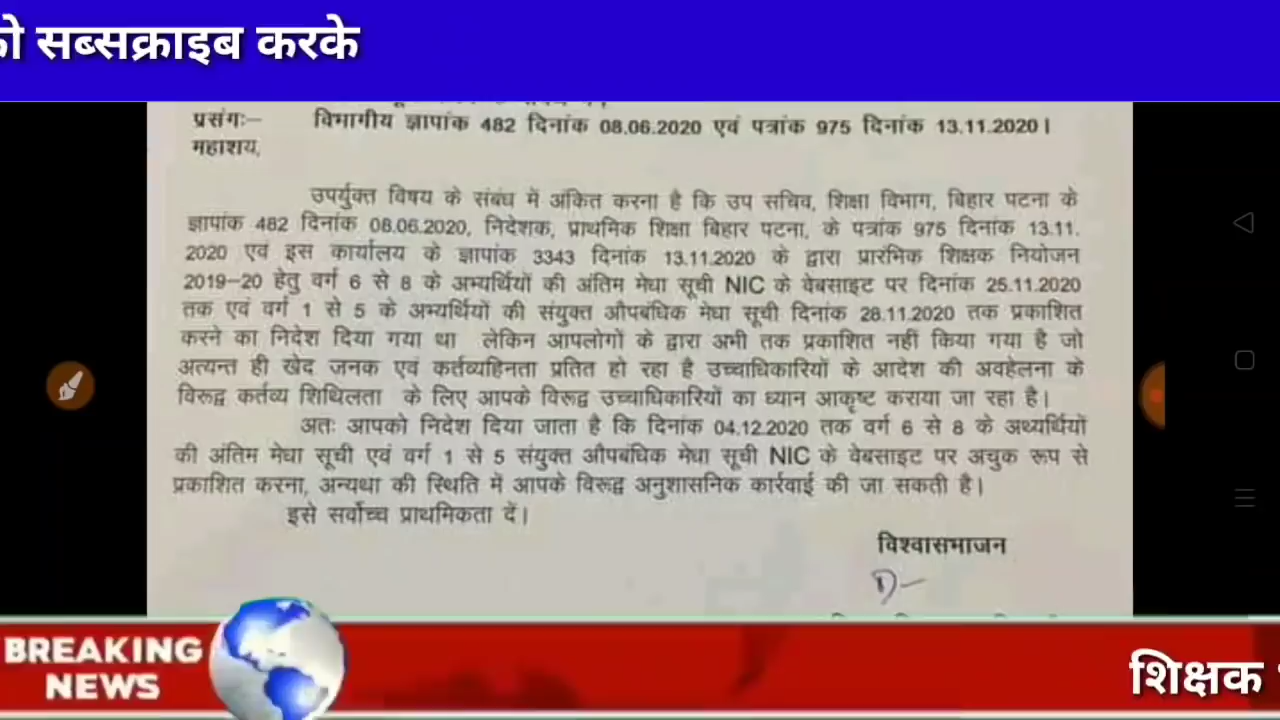 को सब्सक्राइब करके
प्रसंगः– विभागीय ज्ञापांक 482 दिनांक 08.06.2020 एवं पत्रांक 975 दिनांक 13.11.2020।
महाशय,
उपर्युक्त विषय के संबंध में अंकित करना है कि उप सचिव, शिक्षा विभाग, बिहार पटना के
ज्ञापांक 482 दिनांक 08.06.2020, निदेशक, प्राथमिक शिक्षा बिहार पटना, के पत्रांक 975 दिनांक 13.11.
2020 एवं इस कार्यालय के ज्ञापांक 3343 दिनांक 13.11.2020 के द्वारा प्रारंभिक शिक्षक नियोजन
2019–20 हेतु वर्ग 6 से 8 के अभ्यर्थियों की अंतिम मेधा सूची NIC के वेबसाइट पर दिनांक 25.11.2020
तक एवं वर्ग 1 से 5 के अभ्यर्थियों की संयुक्त औपबंधिक मेधा सूची दिनांक 28.11.2020 तक प्रकाशित
करने का निदेश दिया गया था लेकिन आपलोगों के द्वारा अभी तक प्रकाशित नहीं किया गया है जो
अत्यन्त ही खेद जनक एवं कर्तव्यहिनता प्रतित हो रहा है उच्चाधिकारियों के आदेश की अवहेलना के
विरूद्व कर्तव्य शिथिलता के लिए आपके विरूद्व उच्चाधिकारियों का ध्यान आकृष्ट कराया जा रहा है।
अतः आपको निदेश दिया जाता है कि दिनांक 04.12.2020 तक वर्ग 6 से 8 के अथ्यर्थियों
की अंतिम मेधा सूची एवं वर्ग 1 से 5 संयुक्त औपबंधिक मेधा सूची NIC के वेबसाइट पर अचुक रूप से
प्रकाशित करना, अन्यथा की स्थिति में आपके विरूद्व अनुशासनिक कार्रवाई की जा सकती है।
इसे सर्वोच्च प्राथमिकता दें।
विश्वासभाजन
BREAKING
NEWS
शिक्षक